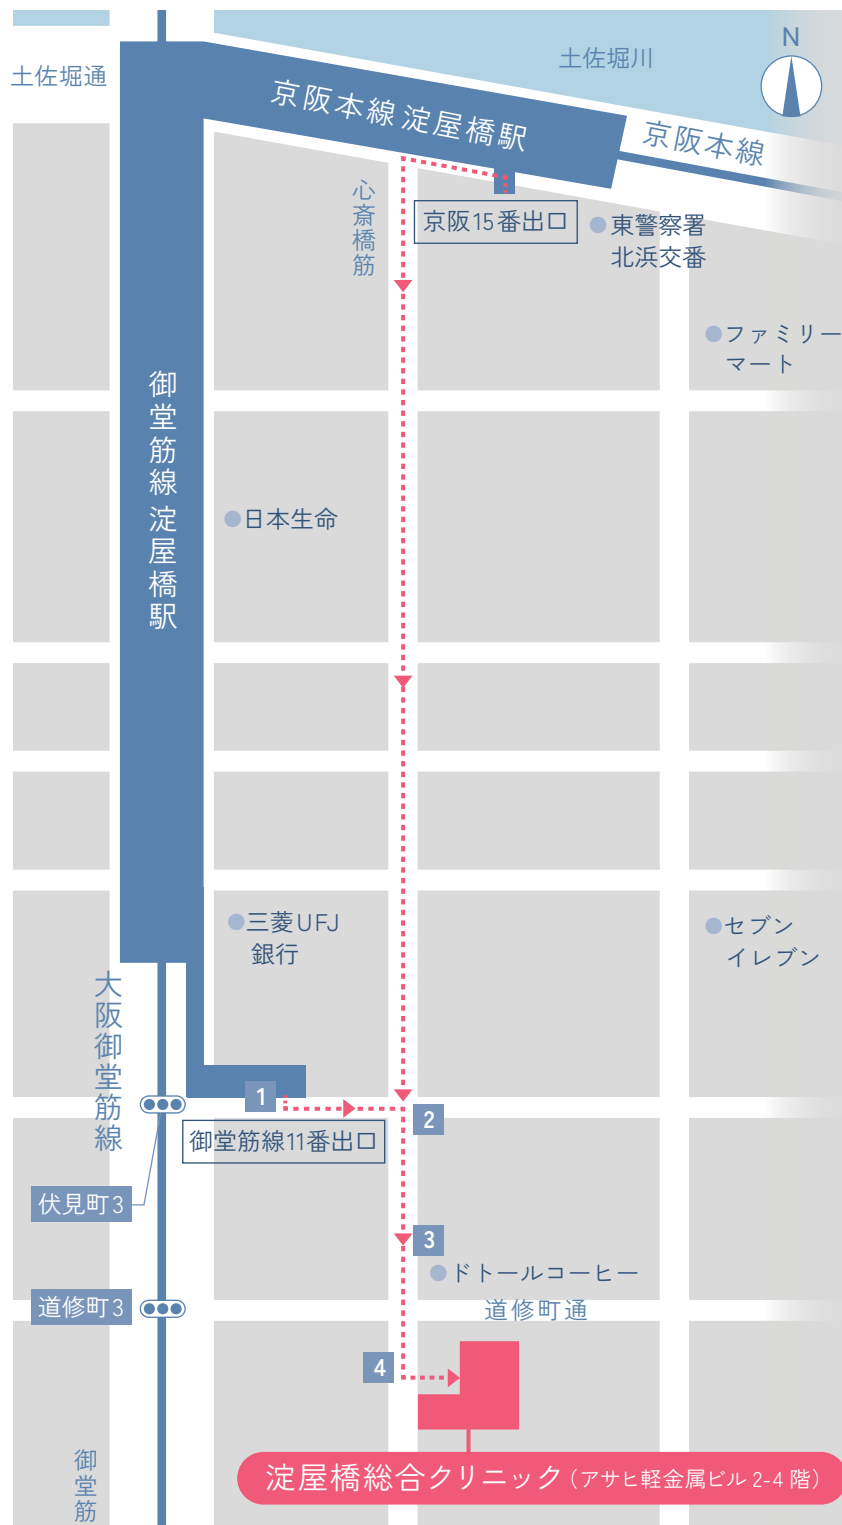 N
土佐堀川
土佐堀通
京阪本線 淀屋橋駅
京阪本線
心斎橋筋
京阪15番出口
東警察署
北浜交番
ファミリー
マート
御堂筋線 淀屋橋駅
日本生命
三菱UFJ
銀行
セブン
イレブン
大阪御堂筋線
1
2
御堂筋線11番出口
伏見町3
3
ドトールコーヒー
道修町3
道修町通
4
御堂筋
淀屋橋総合クリニック（アサヒ軽金属ビル 2-4 階）